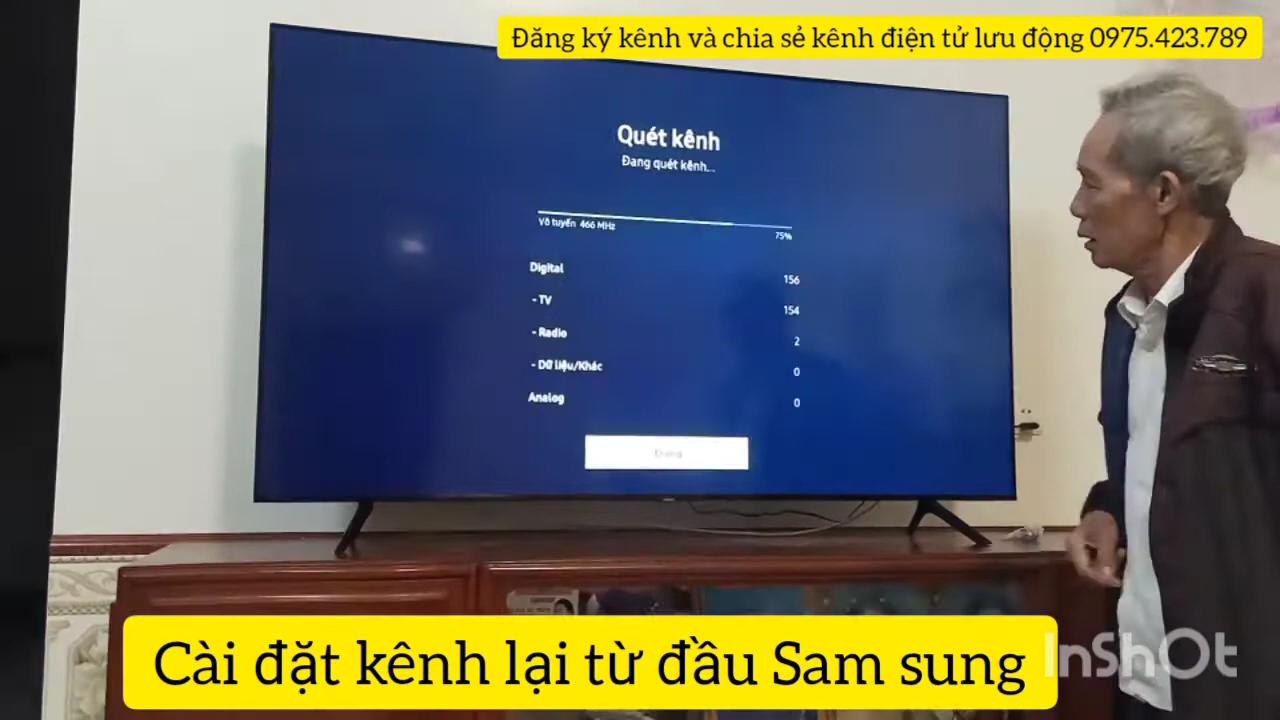 Đăng ký kênh và chia sẻ kênh điện tử lưu động 0975.423.789
Quét kênh
Đang quét kênh...
Vô tuyến 466 MHz
75%
Digital 156
- TV 154
- Radio 2
- Dữ liệu/Khác 0
Analog 0
Cài đặt kênh lại từ đầu Sam sung
InShOt